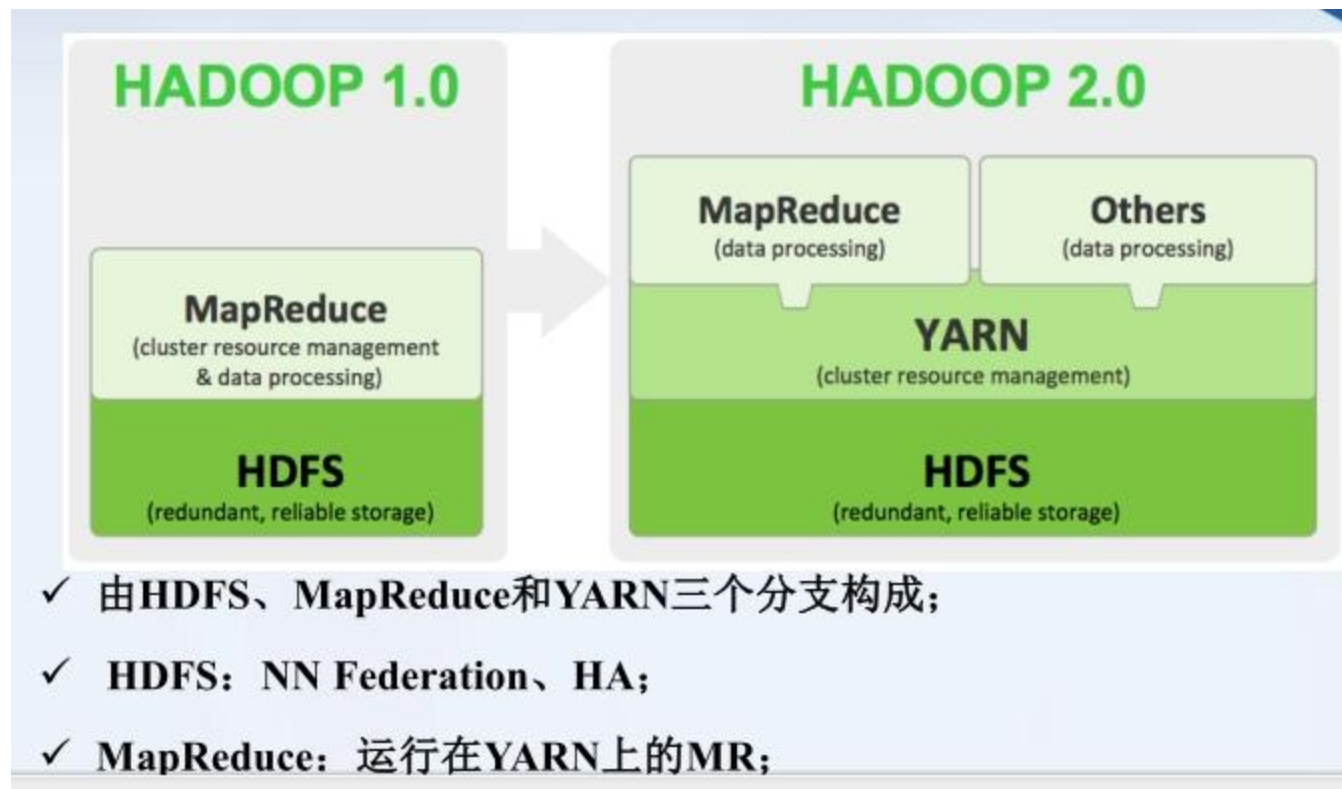 HADOOP 1.0
MapReduce
(cluster resource management
& data processing)
HDFS
(redundant, reliable storage)
HADOOP 2.0
MapReduce
(data processing)
Others
(data processing)
YARN
(cluster resource management)
HDFS
(redundant, reliable storage)
✓ 由HDFS、MapReduce和YARN三个分支构成；
✓ HDFS：NN Federation、HA；
✓ MapReduce：运行在YARN上的MR；